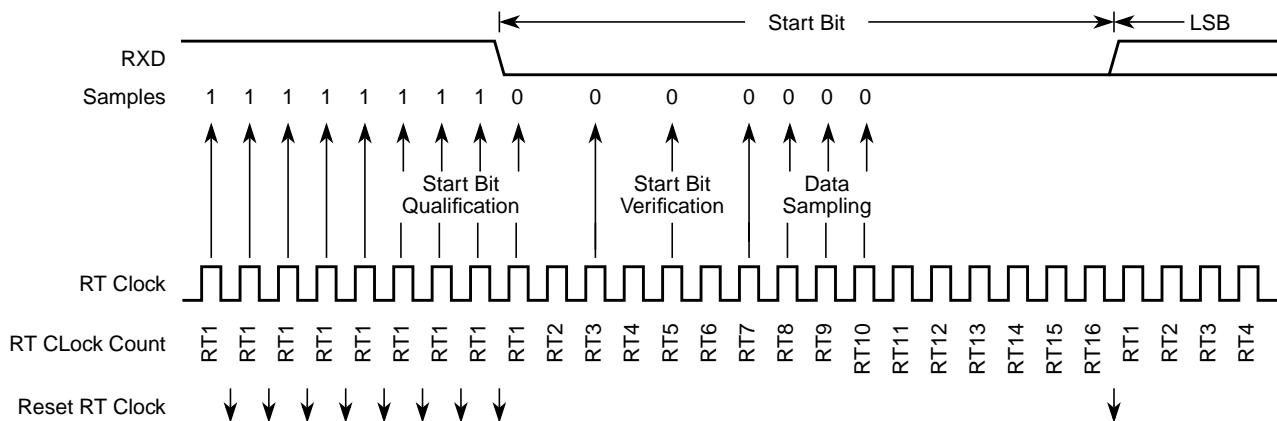 Start Bit LSB
RXD
Samples 1 1 1 1 1 1 1 1 0 0 0 0 0 0 0
Start Bit Start Bit Data
Qualification Verification Sampling
RT Clock
RT CLock Count RT1 RT1 RT1 RT1 RT1 RT1 RT1 RT1 RT1 RT2 RT3 RT4 RT5 RT6 RT7 RT8 RT9 RT10 RT11 RT12 RT13 RT14 RT15 RT16 RT1 RT2 RT3 RT4
Reset RT Clock